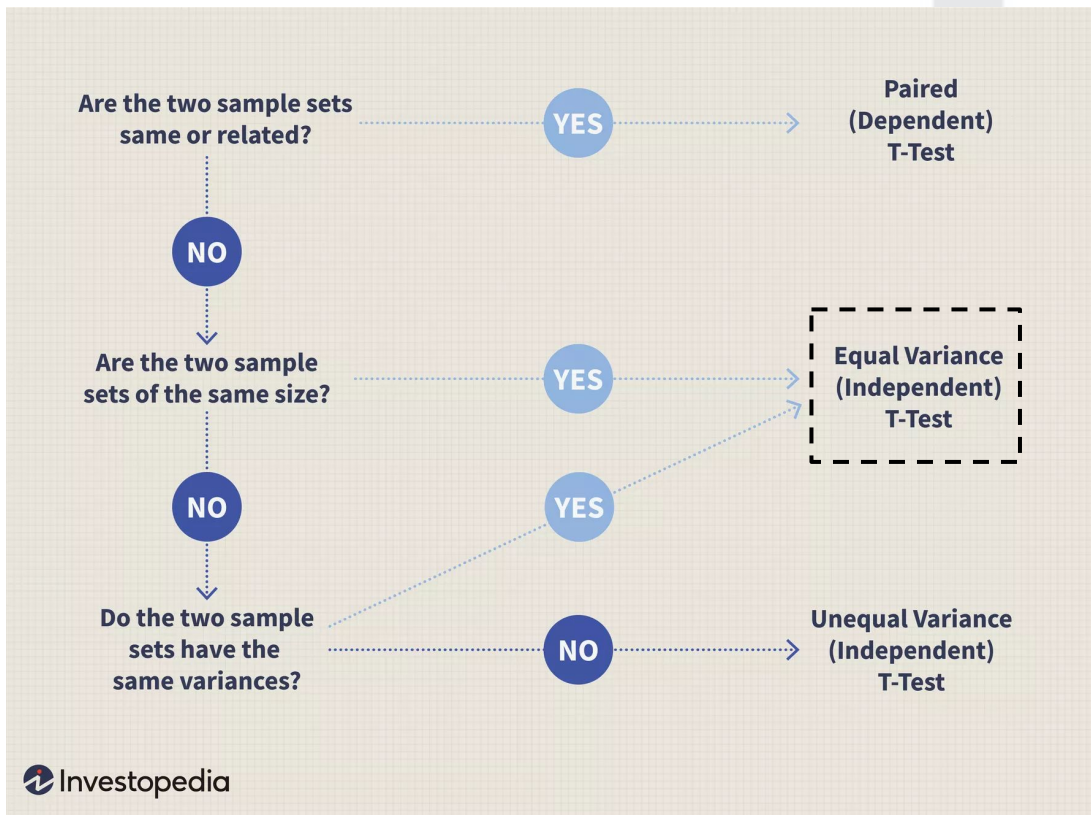 Are the two sample sets
same or related?
YES
Paired
(Dependent)
T-Test
NO
Are the two sample
sets of the same size?
YES
Equal Variance
(Independent)
T-Test
NO
YES
Do the two sample
sets have the
same variances?
NO
Unequal Variance
(Independent)
T-Test
Investopedia